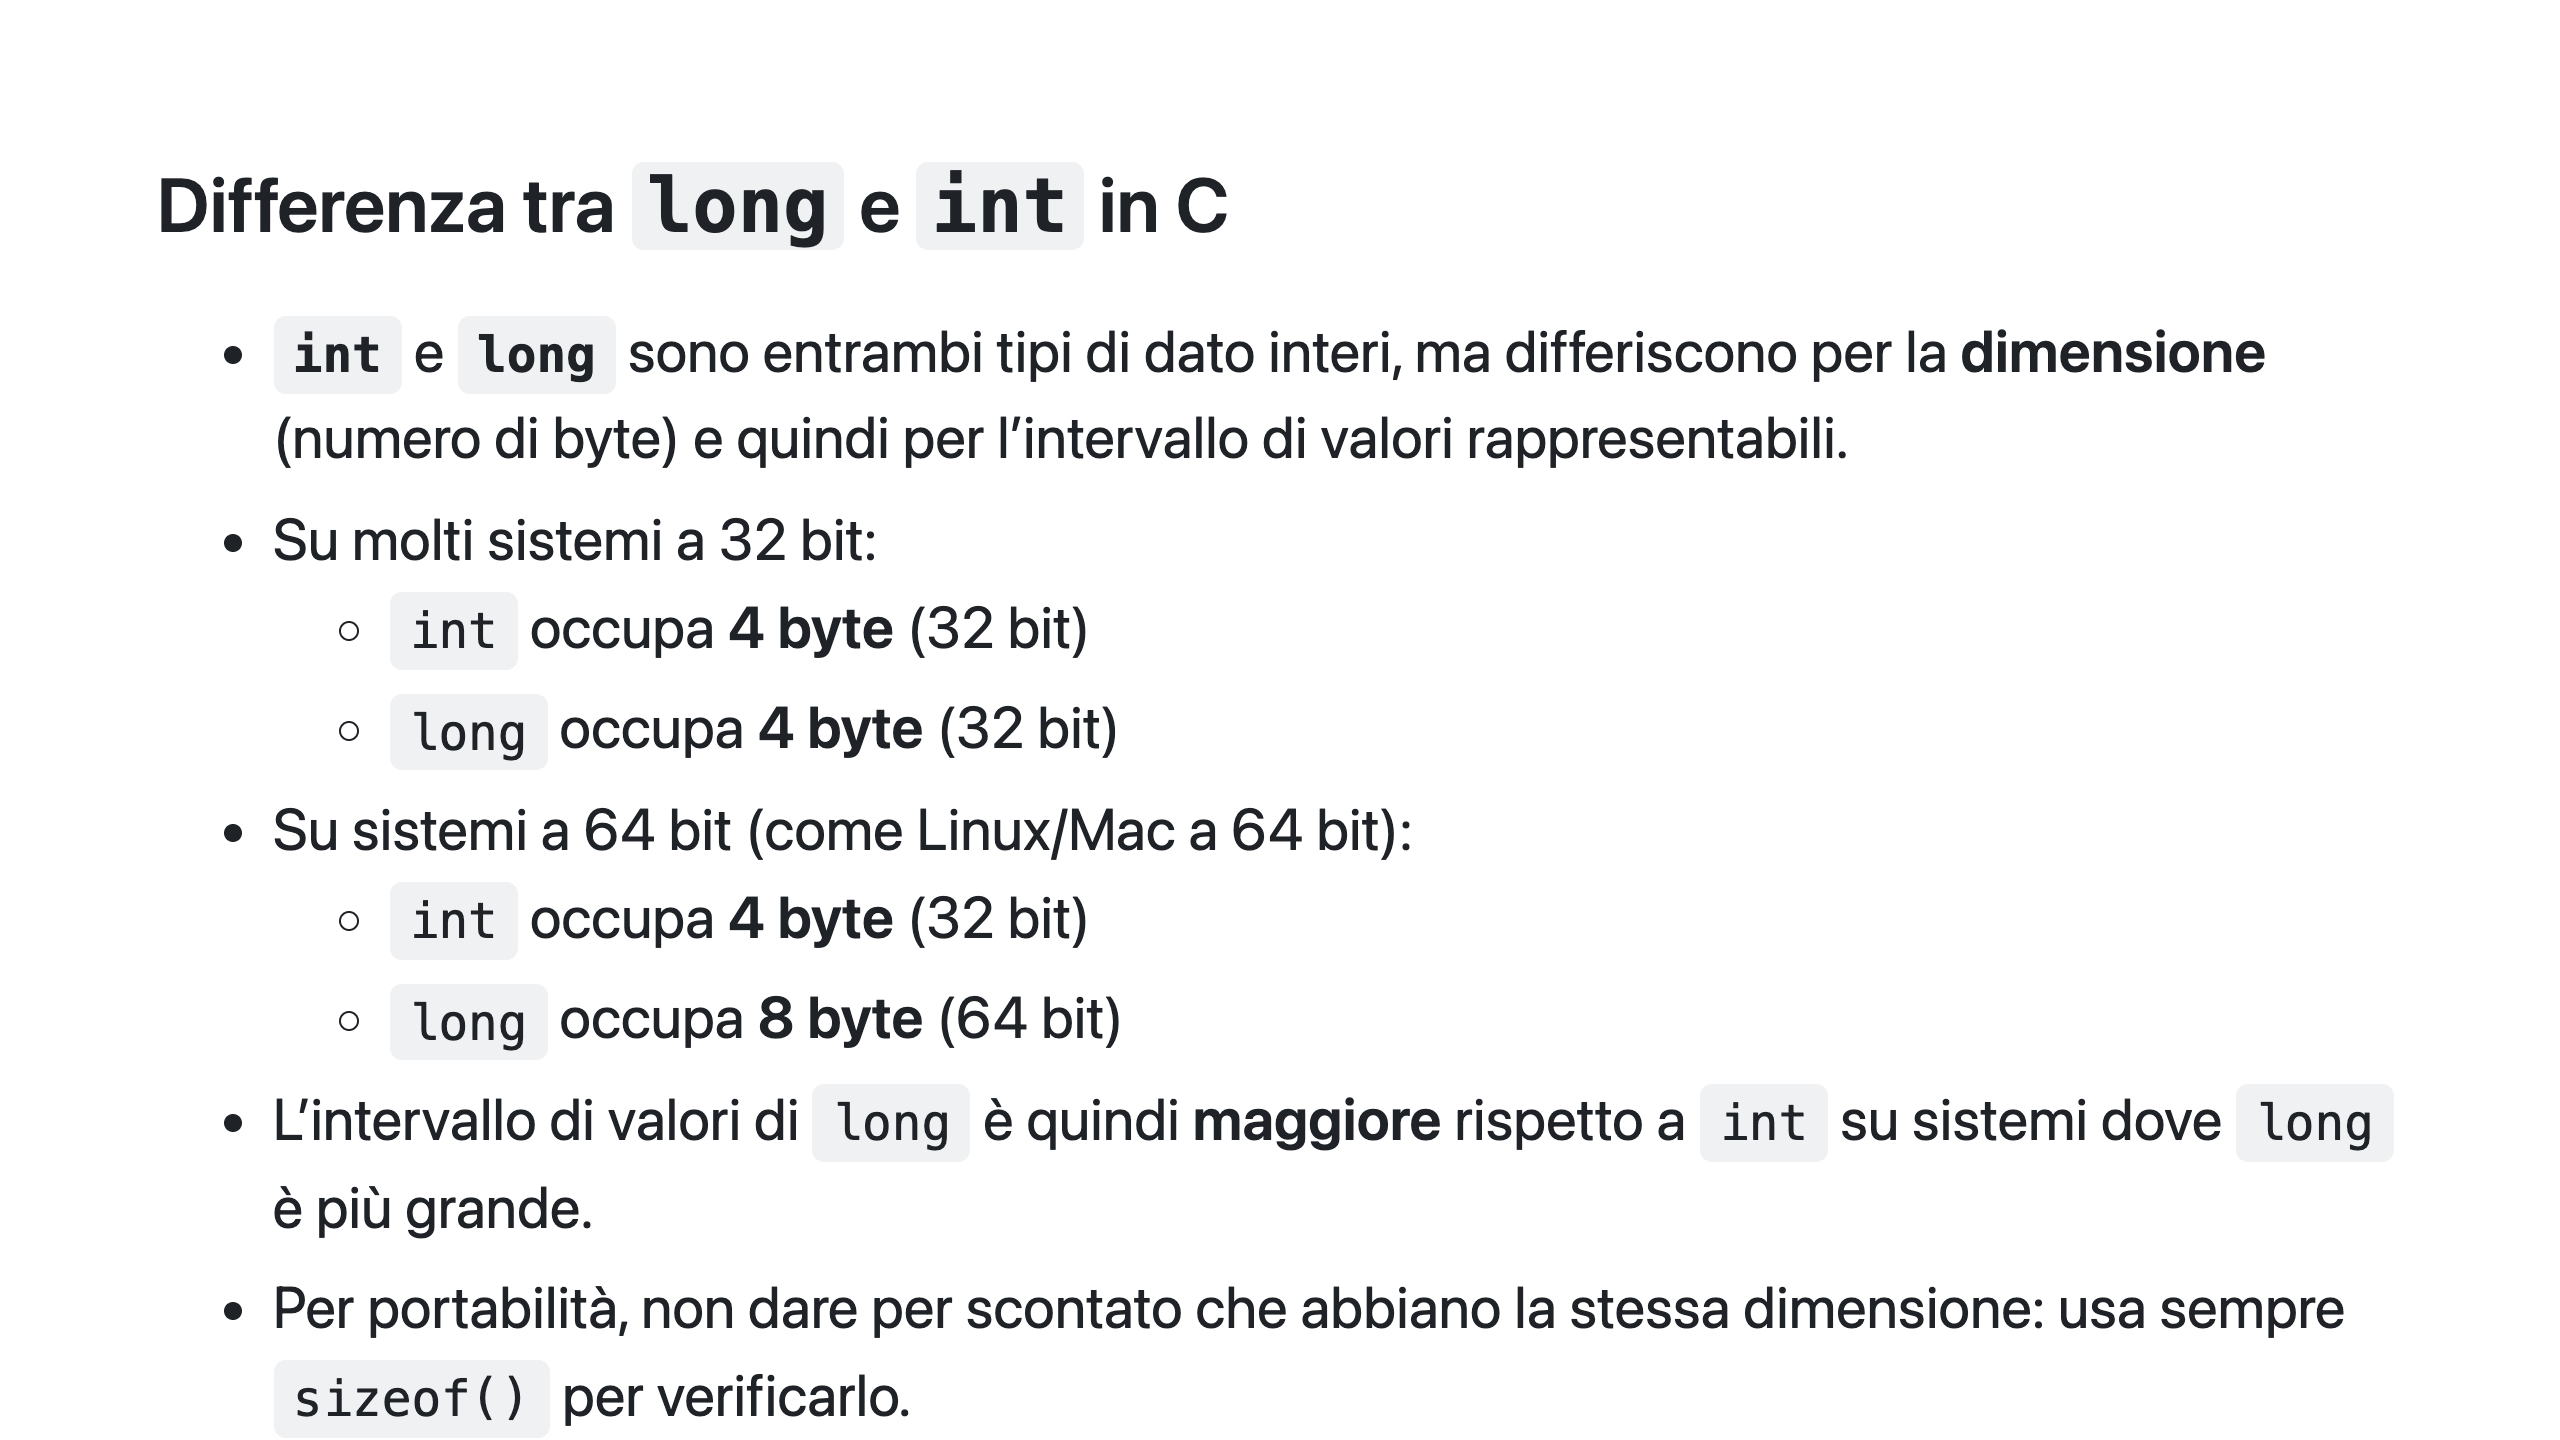 Differenza tra long e int in C
int e long sono entrambi tipi di dato interi, ma differiscono per la dimensione
(numero di byte) e quindi per l’intervallo di valori rappresentabili.
Su molti sistemi a 32 bit:
int occupa 4 byte (32 bit)
long occupa 4 byte (32 bit)
Su sistemi a 64 bit (come Linux/Mac a 64 bit):
int occupa 4 byte (32 bit)
long occupa 8 byte (64 bit)
L’intervallo di valori di long è quindi maggiore rispetto a int su sistemi dove long
è più grande.
Per portabilità, non dare per scontato che abbiano la stessa dimensione: usa sempre
sizeof() per verificarlo.